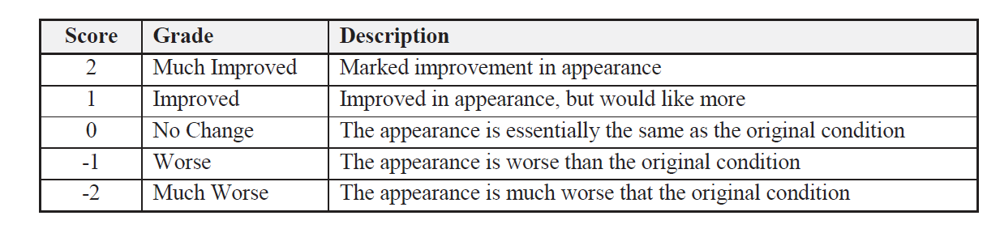 Score Grade Description
2 Much Improved Marked improvement in appearance
1 Improved Improved in appearance, but would like more
0 No Change The appearance is essentially the same as the original condition
-1 Worse The appearance is worse than the original condition
-2 Much Worse The appearance is much worse that the original condition